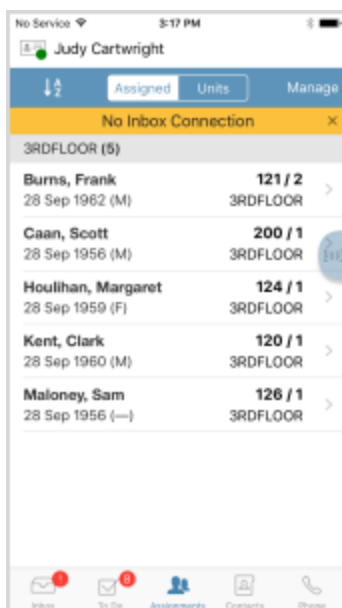 No Service 3:17 PM
Judy Cartwright
Assigned Units Manage
No Inbox Connection ×
3RDFLOOR (5)
Burns, Frank 121 / 2
28 Sep 1962 (M) 3RDFLOOR
Caan, Scott 200 / 1
28 Sep 1956 (M) 3RDFLOOR
Houlihan, Margaret 124 / 1
28 Sep 1959 (F) 3RDFLOOR
Kent, Clark 120 / 1
28 Sep 1960 (M) 3RDFLOOR
Maloney, Sam 126 / 1
28 Sep 1956 (—) 3RDFLOOR
Inbox To Do Assignments Contacts Phone